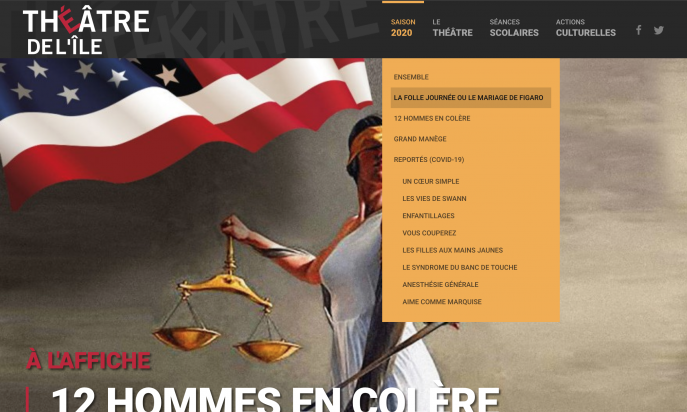 THÉÂTRE
DE L'ÎLE
THÉÂTRE
SAISON
2020
LE
THÉÂTRE
SÉANCES
SCOLAIRES
ACTIONS
CULTURELLES
ENSEMBLE
LA FOLLE JOURNÉE OU LE MARIAGE DE FIGARO
12 HOMMES EN COLÈRE
GRAND MANÈGE
REPORTÉS (COVID-19)
UN CŒUR SIMPLE
LES VIES DE SWANN
ENFANTILLAGES
VOUS COUPEREZ
LES FILLES AUX MAINS JAUNES
LE SYNDROME DU BANC DE TOUCHE
ANESTHÉSIE GÉNÉRALE
AIME COMME MARQUISE
À L'AFFICHE
12 HOMMES EN COLÈRE